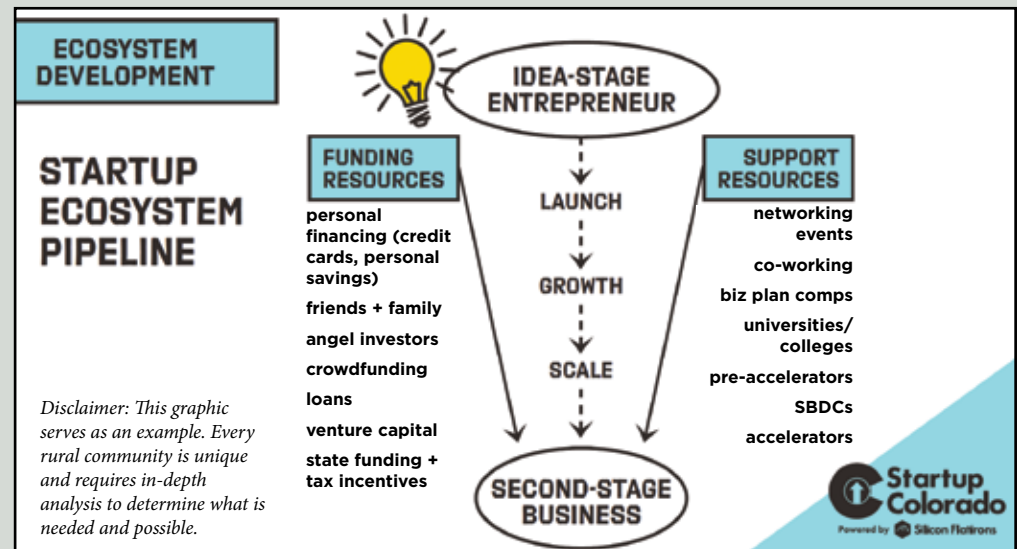 ECOSYSTEM
DEVELOPMENT
STARTUP
ECOSYSTEM
PIPELINE
Disclaimer: This graphic
serves as an example. Every
rural community is unique
and requires in-depth
analysis to determine what is
needed and possible.
IDEA-STAGE
ENTREPRENEUR
FUNDING
RESOURCES
personal
financing (credit
cards, personal
savings)
friends + family
angel investors
crowdfunding
loans
venture capital
state funding +
tax incentives
LAUNCH
GROWTH
SCALE
SECOND-STAGE
BUSINESS
SUPPORT
RESOURCES
networking
events
co-working
biz plan comps
universities/
colleges
pre-accelerators
SBDCs
accelerators
Startup
Colorado
Powered by Silicon Flatirons